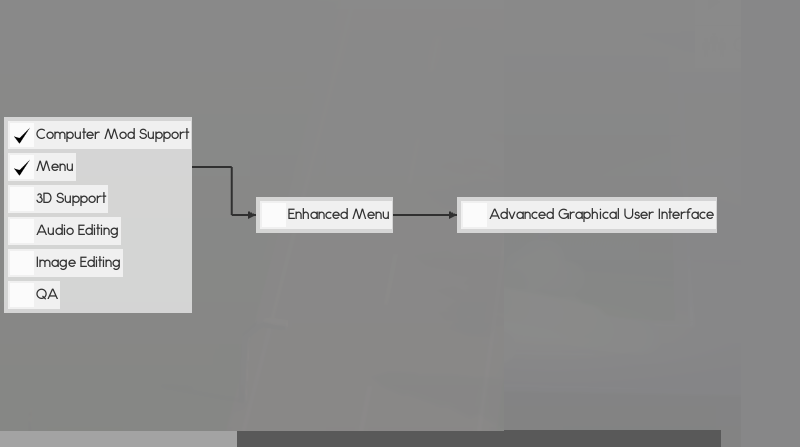 Computer Mod Support
Menu
3D Support
Audio Editing
Image Editing
QA
Enhanced Menu
Advanced Graphical User Interface